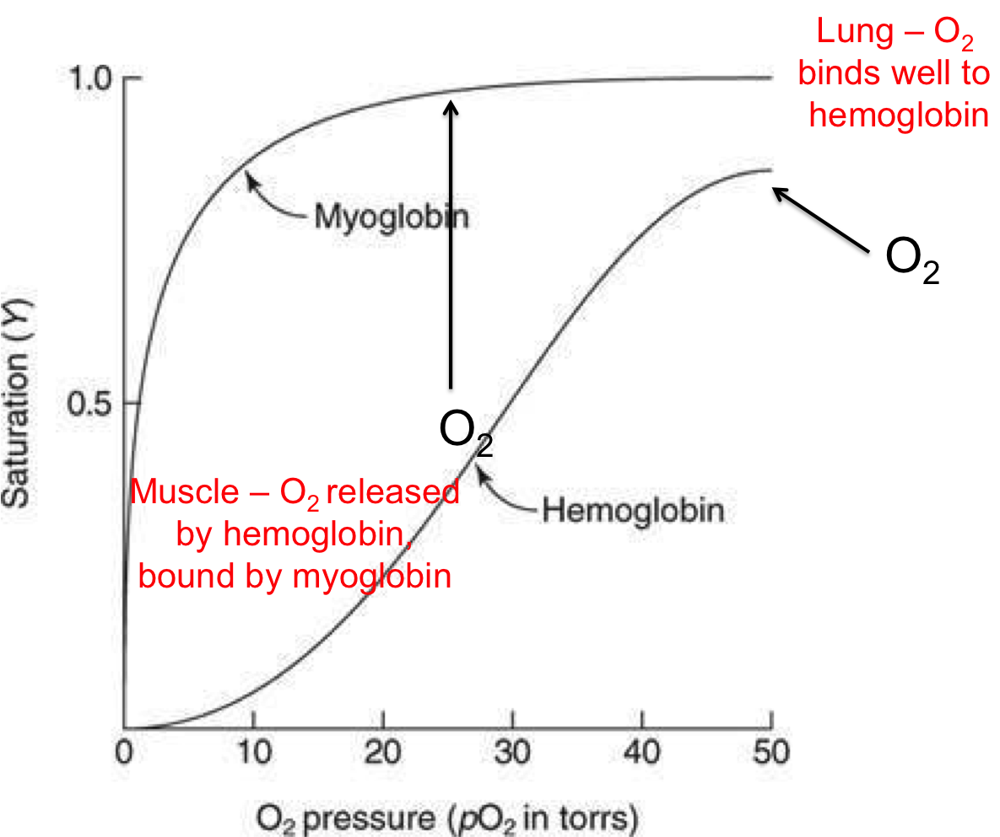 Lung – O₂
binds well to
hemoglobin
1.0
Myoglobin
O₂
Saturation (Y)
0.5
O₂
Muscle – O₂ released
by hemoglobin,
bound by myoglobin
Hemoglobin
0 10 20 30 40 50
O₂ pressure (pO₂ in torrs)